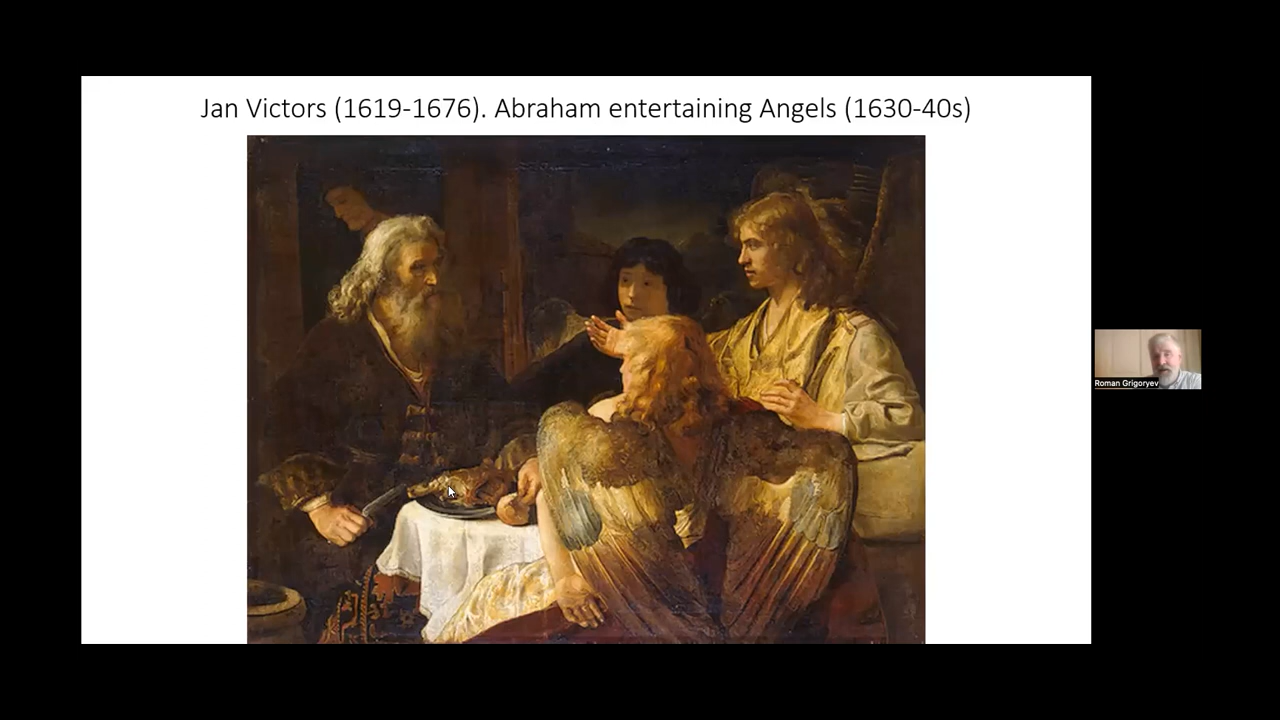 Jan Victors (1619-1676). Abraham entertaining Angels (1630-40s)
Roman Grigoryev